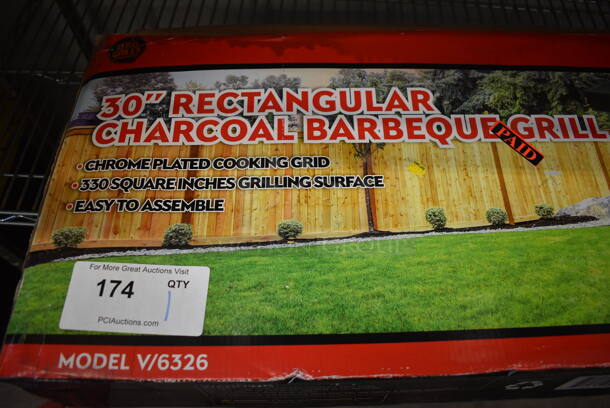 30" RECTANGULAR
CHARCOAL BARBEQUE GRILL
PAID
• CHROME PLATED COOKING GRID
• 330 SQUARE INCHES GRILLING SURFACE
• EASY TO ASSEMBLE
For More Great Auctions Visit
174 QTY 1
PCIAuctions.com
MODEL V/6326